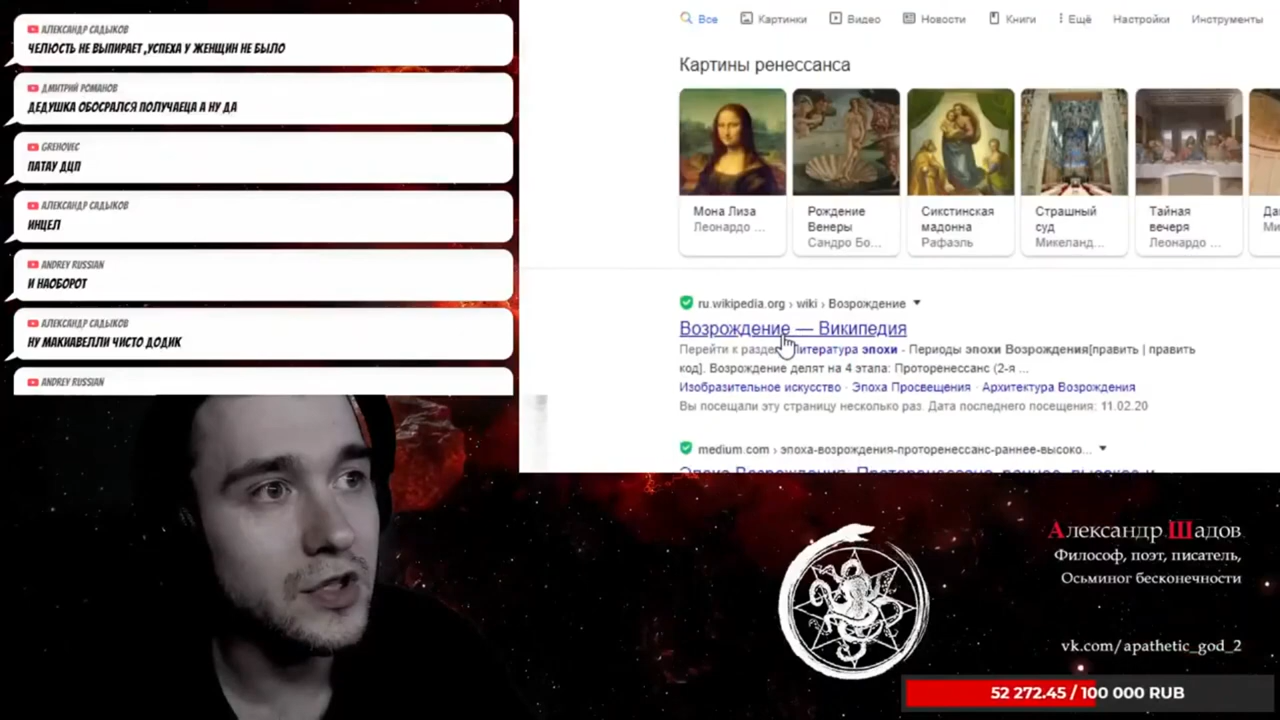 АЛЕКСАНДР САДЫКОВ
ЧЕЛЮСТЬ НЕ ВЫПИРАЕТ ,УСПЕХА У ЖЕНЩИН НЕ БЫЛО
ДМИТРИЙ РОМАНОВ
ДЕДУШКА ОБОСРАЛСЯ ПОЛУЧАЕЦА А НУ ДА
GREHOVEC
ПАТАУ ДЦП
АЛЕКСАНДР САДЫКОВ
ИНЦЕЛ
ANDREY RUSSIAN
И НАОБОРОТ
АЛЕКСАНДР САДЫКОВ
НУ МАКИАВЕЛЛИ ЧИСТО ДОДИК
ANDREY RUSSIAN
Все Картинки Видео Новости Книги Ещё Настройки Инструменты
Картины ренессанса
Мона Лиза
Леонардо ...
Рождение
Венеры
Сандро Бо...
Сикстинская
мадонна
Рафаэль
Страшный
суд
Микеланд...
Тайная
вечеря
Леонардо ...
ru.wikipedia.org › wiki › Возрождение
Возрождение — Википедия
Перейти к Литература эпохи - Периоды эпохи Возрождения[править | править
код]. Возрождение делят на 4 этапа: Проторенессанс (2-я ...
Изобразительное искусство · Эпоха Просвещения · Архитектура Возрождения
Вы посещали эту страницу несколько раз. Дата последнего посещения: 11.02.20
medium.com › эпоха-возрождения-проторенессанс-раннее-высоко...
Александр Шадов
Философ, поэт, писатель,
Осьминог бесконечности
vk.com/apathetic_god_2
52 272.45 / 100 000 RUB